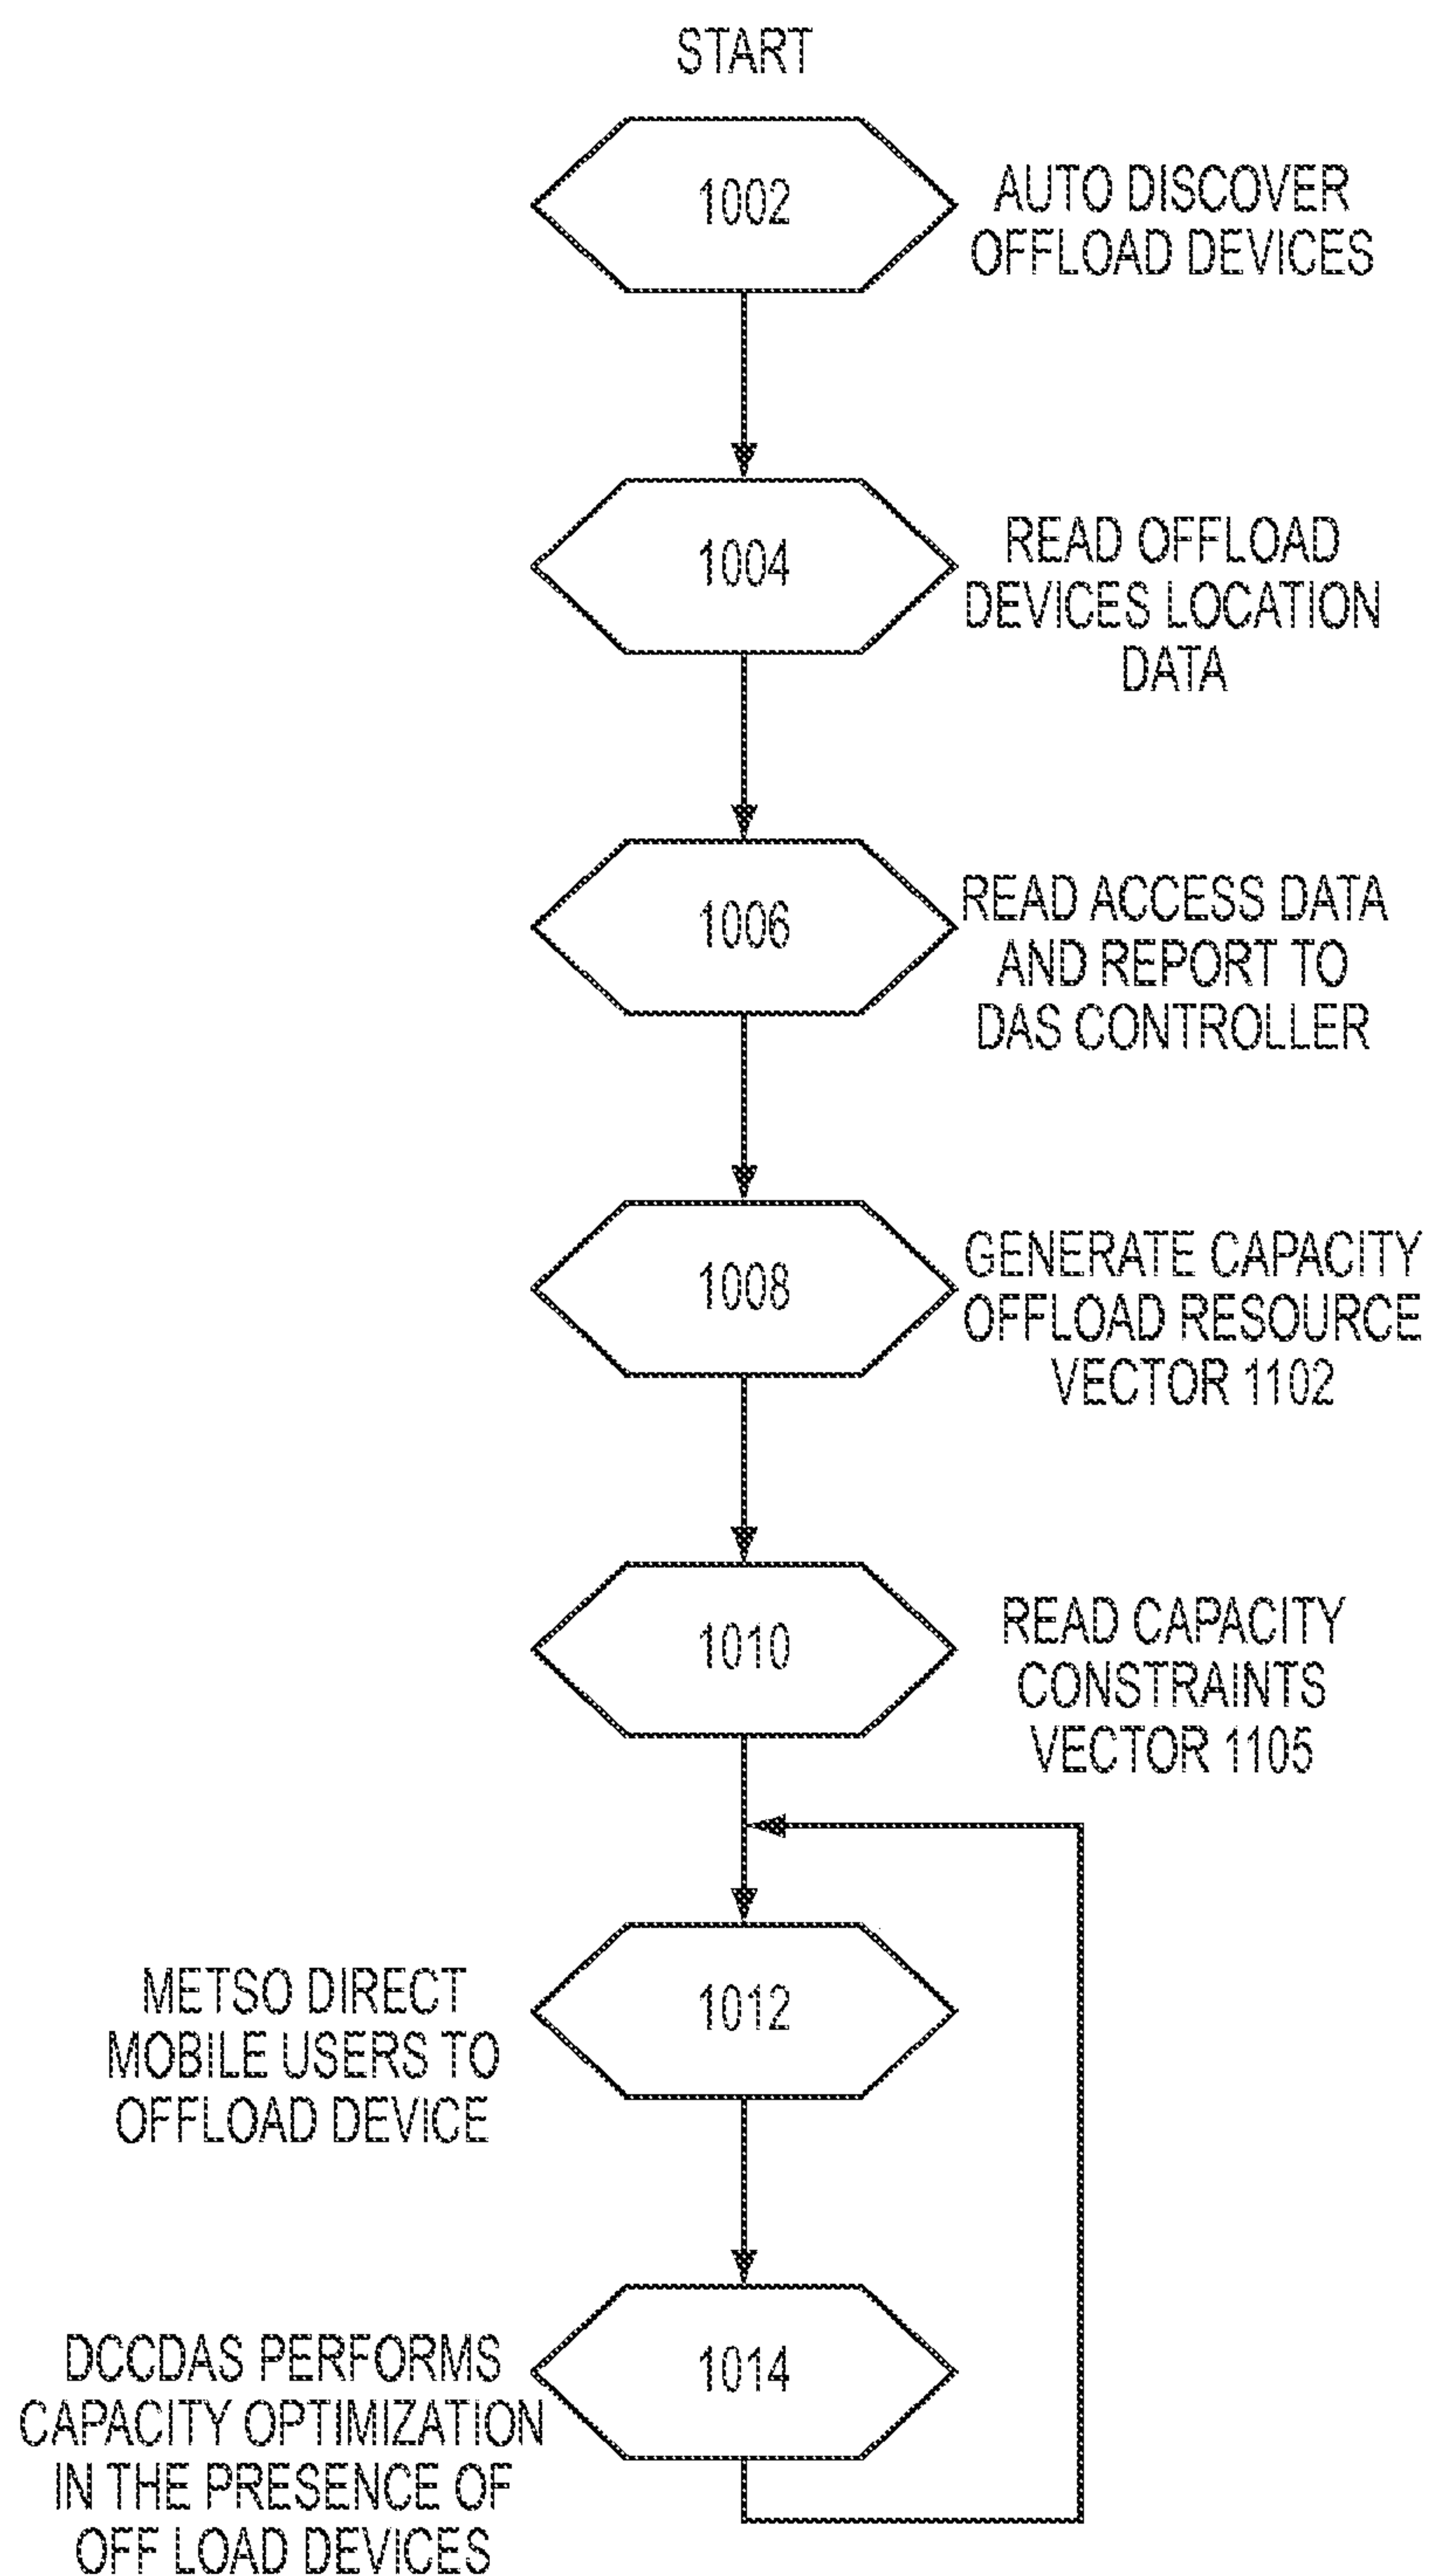 START
1002
AUTO DISCOVER
OFFLOAD DEVICES
1004
READ OFFLOAD
DEVICES LOCATION
DATA
1006
READ ACCESS DATA
AND REPORT TO
DAS CONTROLLER
1008
GENERATE CAPACITY
OFFLOAD RESOURCE
VECTOR 1102
1010
READ CAPACITY
CONSTRAINTS
VECTOR 1105
METSO DIRECT
MOBILE USERS TO
OFFLOAD DEVICE
1012
DCCDAS PERFORMS
CAPACITY OPTIMIZATION
IN THE PRESENCE OF
OFF LOAD DEVICES
1014